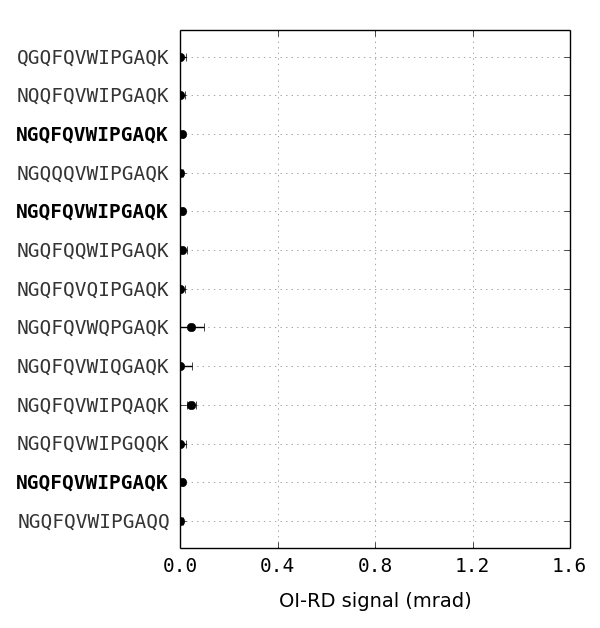 QGQFQVWIPGAQK
NQQFQVWIPGAQK
NGQFQVWIPGAQK
NGQQQVWIPGAQK
NGQFQVWIPGAQK
NGQFQQWIPGAQK
NGQFQVQIPGAQK
NGQFQVWQPGAQK
NGQFQVWIQGAQK
NGQFQVWIPQAQK
NGQFQVWIPGQQK
NGQFQVWIPGAQK
NGQFQVWIPGAQQ
0.0 0.4 0.8 1.2 1.6
OI-RD signal (mrad)